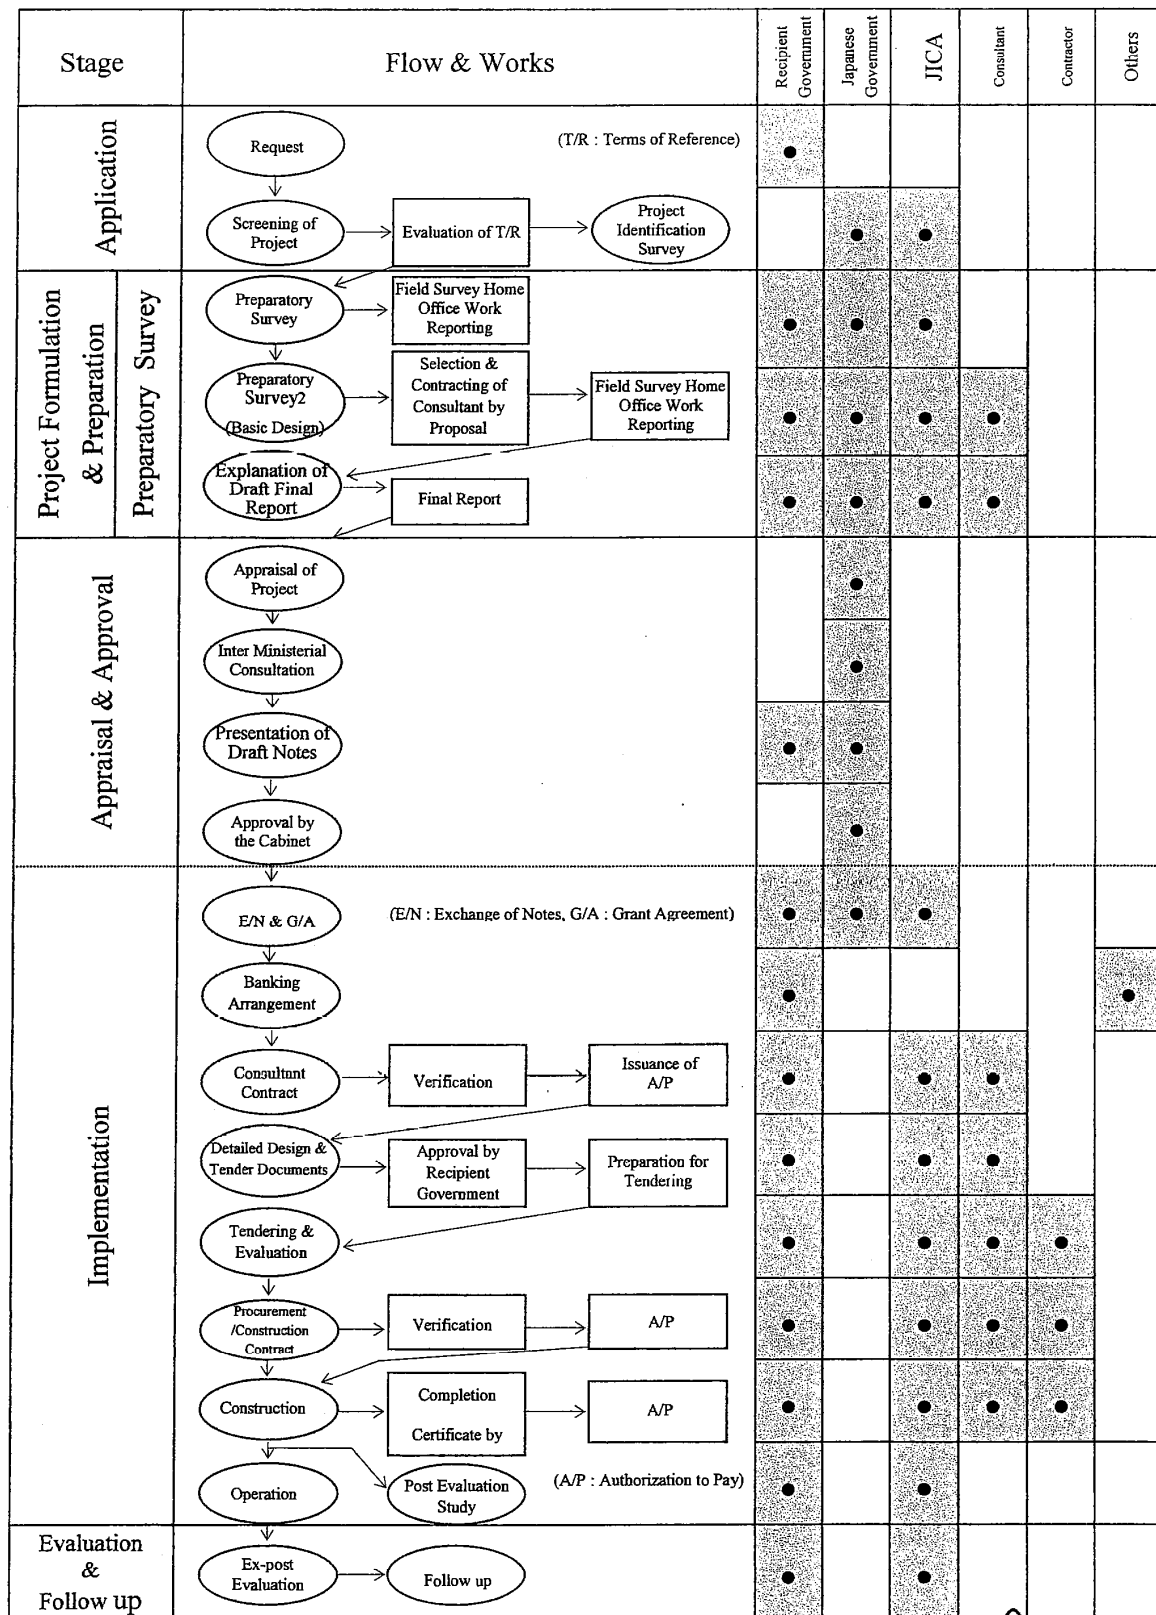 Stage
Flow & Works
Recipient
Government
Japanese
Government
JICA
Consultant
Contractor
Others
Application
Request
(T/R : Terms of Reference)
Screening of
Project
Evaluation of T/R
Project
Identification
Survey
Project Formulation
& Preparation
Preparatory Survey
Preparatory
Survey
Field Survey Home
Office Work
Reporting
Preparatory
Survey2
(Basic Design)
Selection &
Contracting of
Consultant by
Proposal
Field Survey Home
Office Work
Reporting
Explanation of
Draft Final
Report
Final Report
Appraisal & Approval
Appraisal of
Project
Inter Ministerial
Consultation
Presentation of
Draft Notes
Approval by
the Cabinet
Implementation
E/N & G/A
(E/N : Exchange of Notes, G/A : Grant Agreement)
Banking
Arrangement
Consultant
Contract
Verification
Issuance of
A/P
Detailed Design &
Tender Documents
Approval by
Recipient
Government
Preparation for
Tendering
Tendering &
Evaluation
Procurement
/Construction
Contract
Verification
A/P
Construction
Completion
Certificate by
A/P
Operation
Post Evaluation
Study
(A/P : Authorization to Pay)
Evaluation
&
Follow up
Ex-post
Evaluation
Follow up